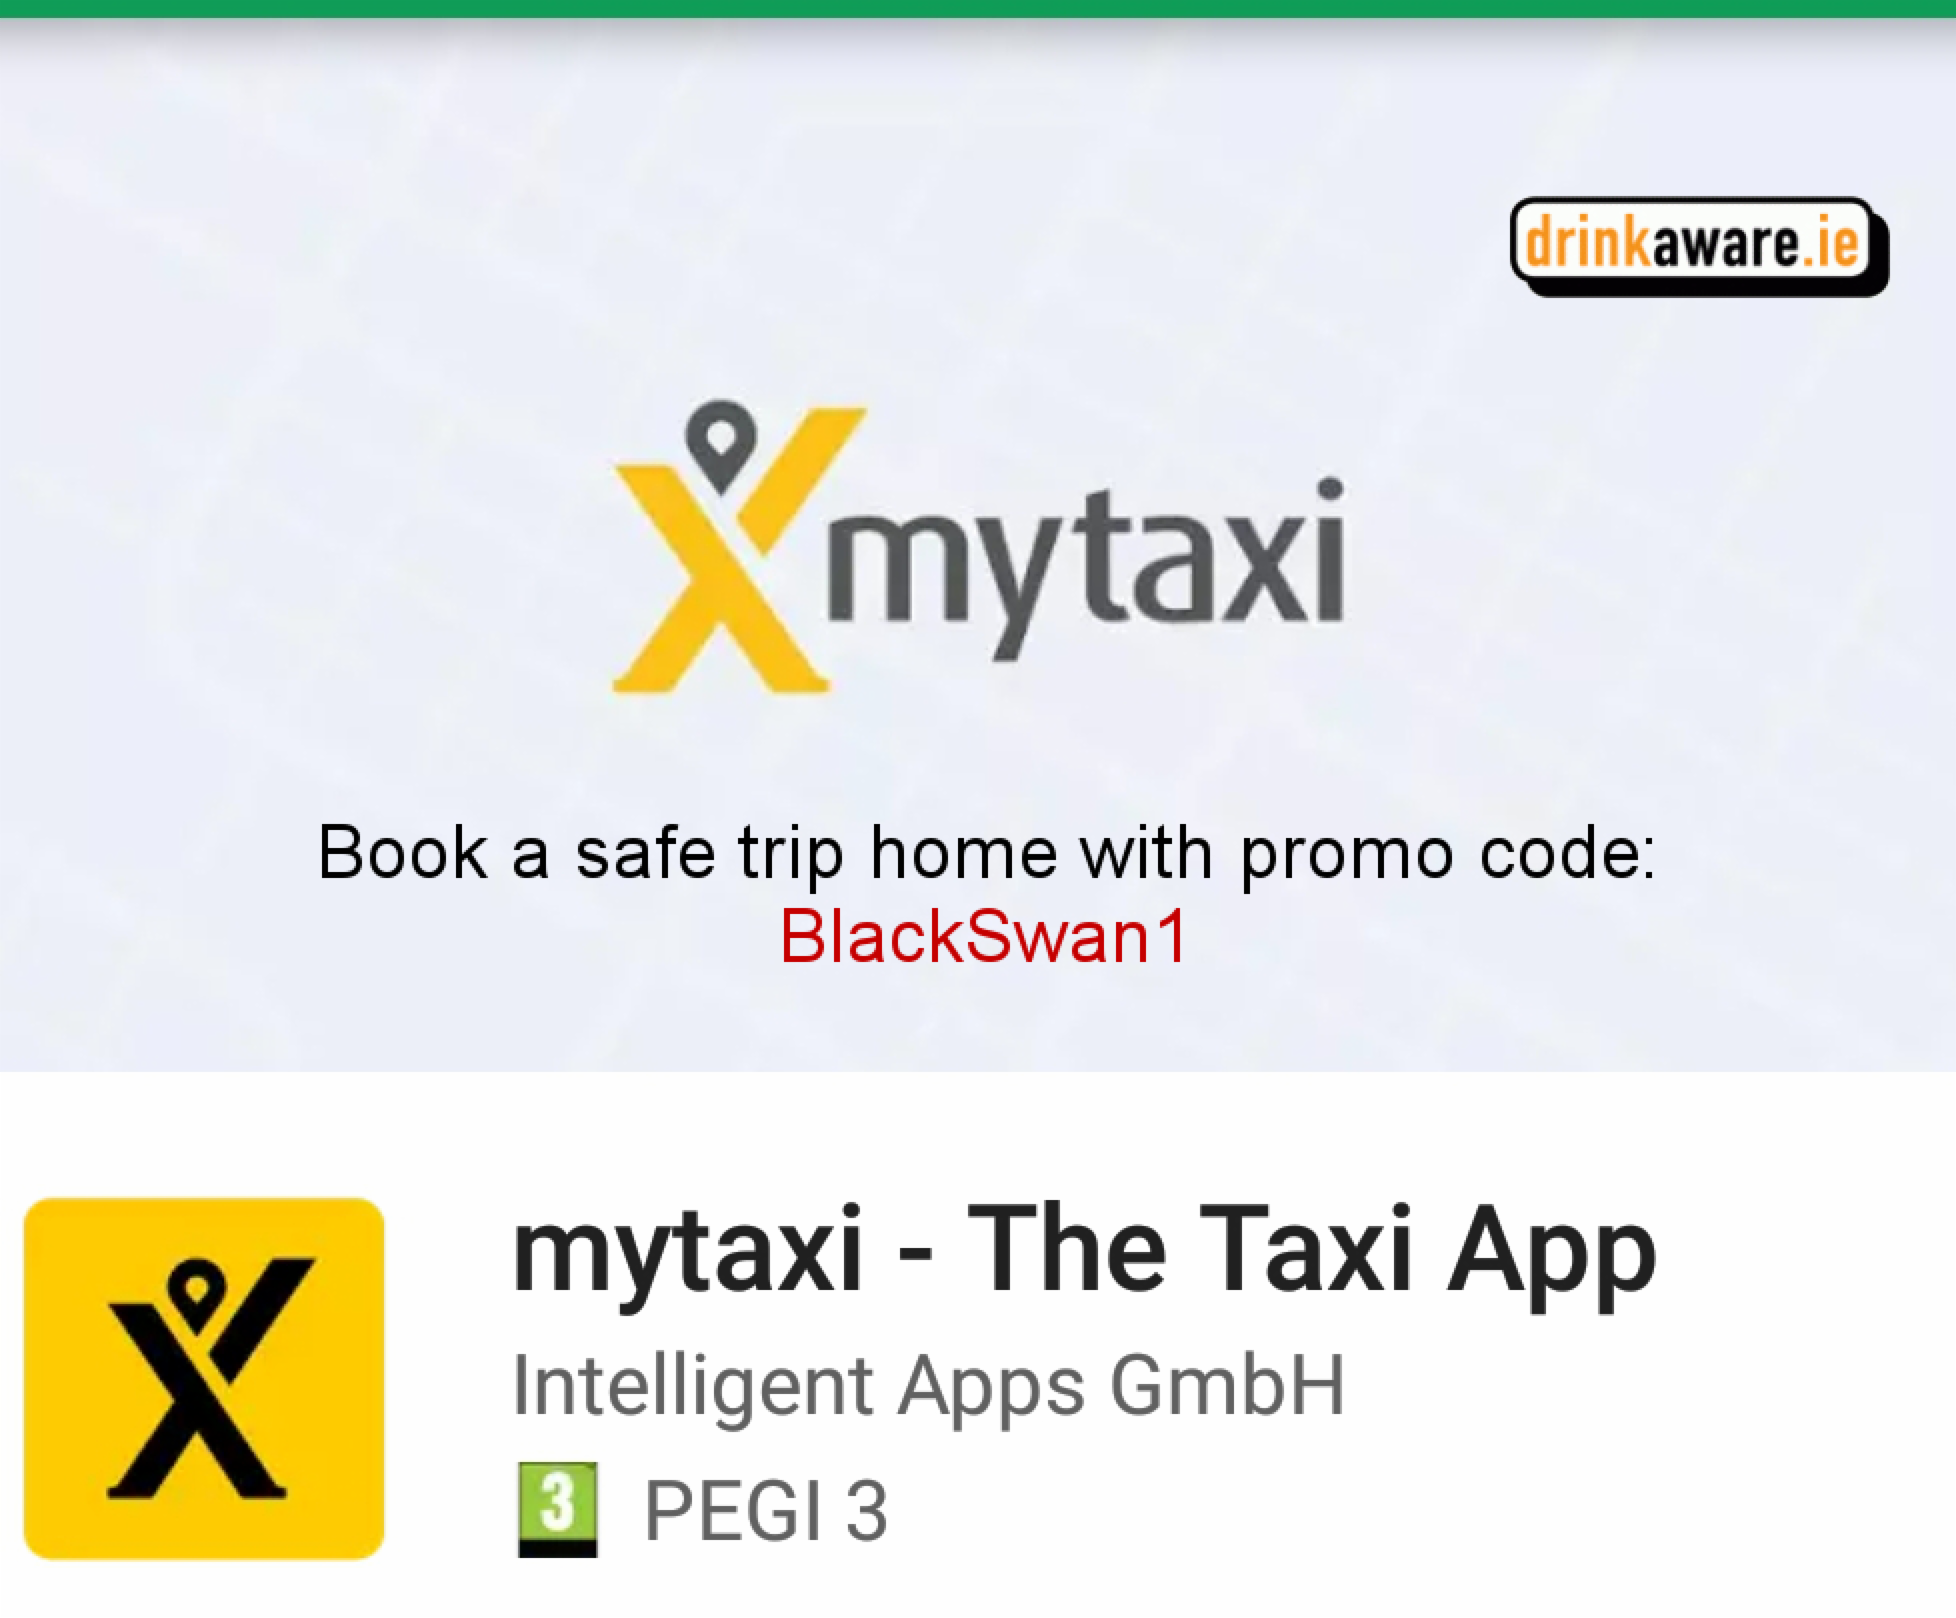 drinkaware.ie
mytaxi
Book a safe trip home with promo code:
BlackSwan1
mytaxi - The Taxi App
Intelligent Apps GmbH
3 PEGI 3